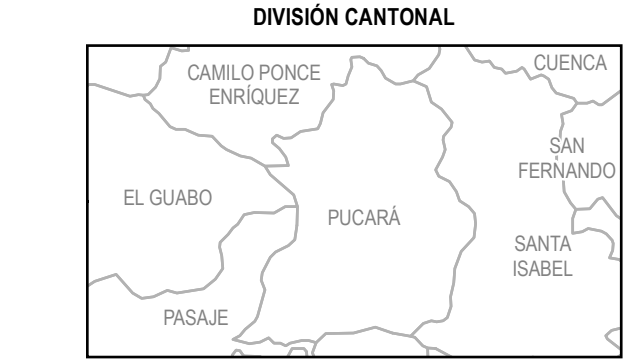 DIVISIÓN CANTONAL
CUENCA
CAMILO PONCE
ENRÍQUEZ
SAN
FERNANDO
EL GUABO
PUCARÁ
SANTA
ISABEL
PASAJE